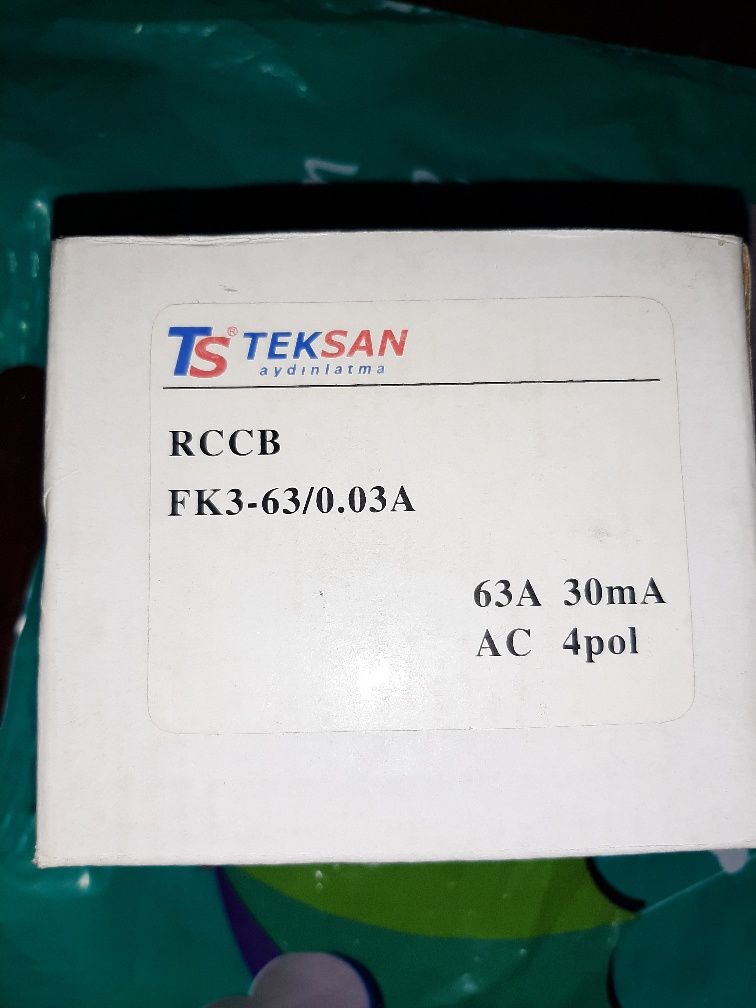 TS® TEKSAN
aydınlatma
RCCB
FK3-63/0.03A
63A 30mA
AC 4pol